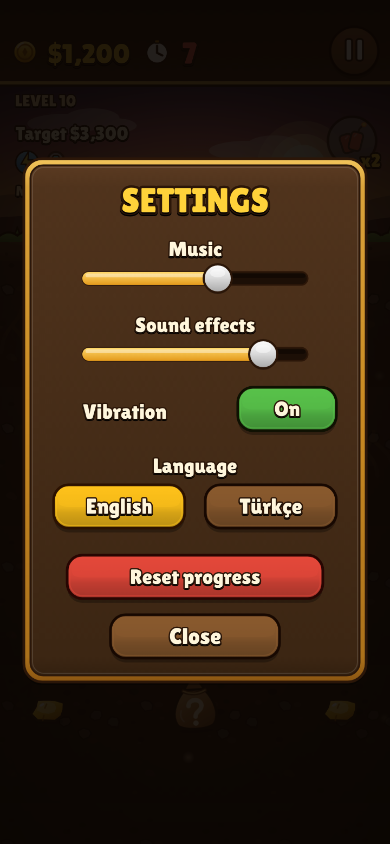 $1,200 7
LEVEL 10
Target $3,300
x2
SETTINGS
Music
Sound effects
Vibration On
Language
English Türkçe
Reset progress
Close
?